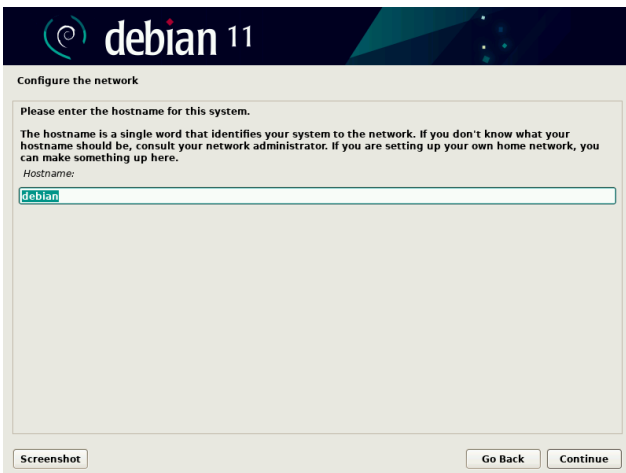 debian 11
Configure the network
Please enter the hostname for this system.
The hostname is a single word that identifies your system to the network. If you don't know what your
hostname should be, consult your network administrator. If you are setting up your own home network, you
can make something up here.
Hostname:
debian
Screenshot
Go Back
Continue